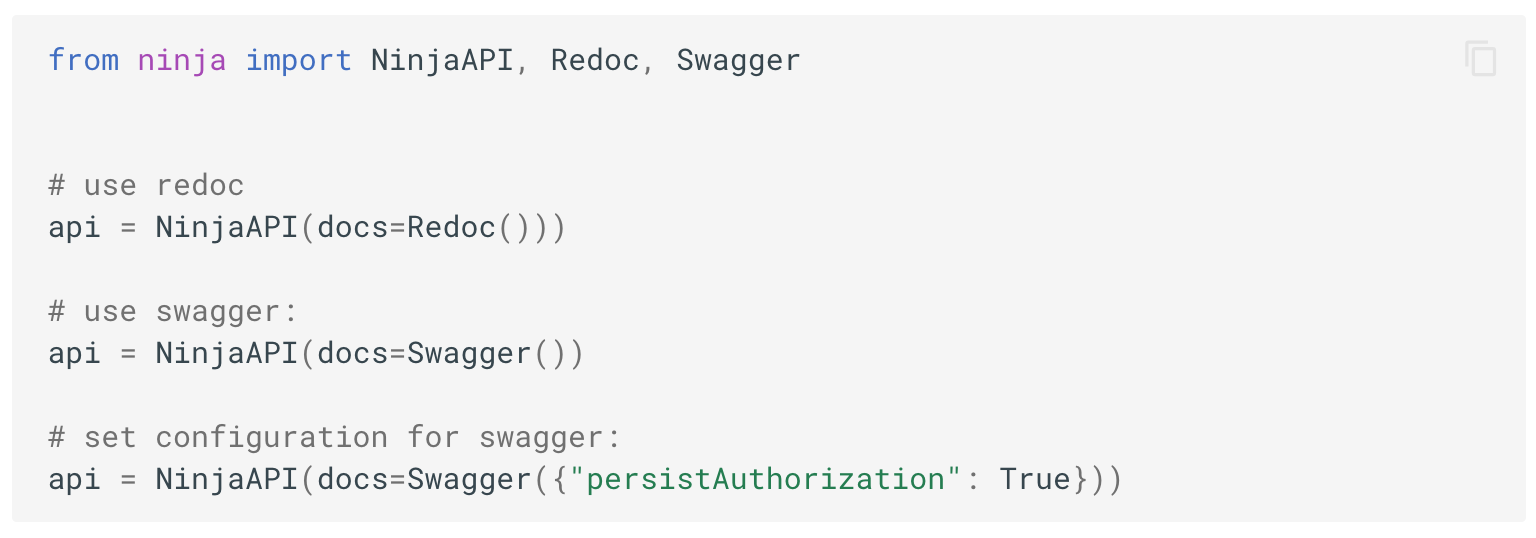 from ninja import NinjaAPI, Redoc, Swagger
# use redoc
api = NinjaAPI(docs=Redoc()))
# use swagger:
api = NinjaAPI(docs=Swagger())
# set configuration for swagger:
api = NinjaAPI(docs=Swagger({"persistAuthorization": True}))